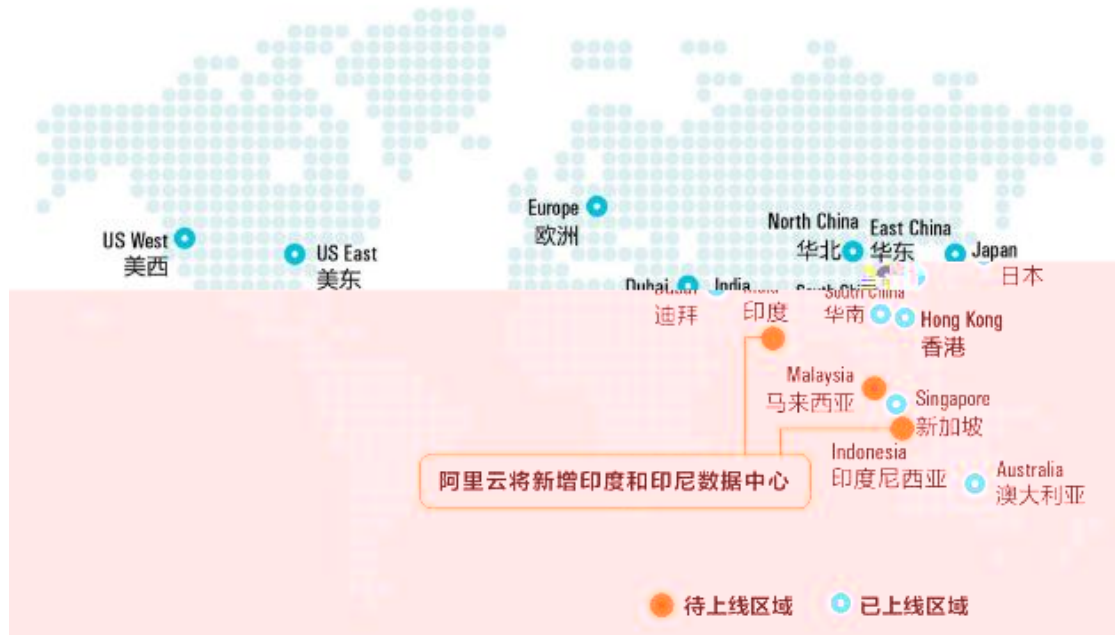 Europe
欧洲
US West
美西
US East
美东
North China
华北
East China
华东
Japan
日本
Dubai
迪拜
India
印度
South China
华南
Hong Kong
香港
Malaysia
马来西亚
Singapore
新加坡
Indonesia
印度尼西亚
Australia
澳大利亚
阿里云将新增印度和印尼数据中心
待上线区域
已上线区域